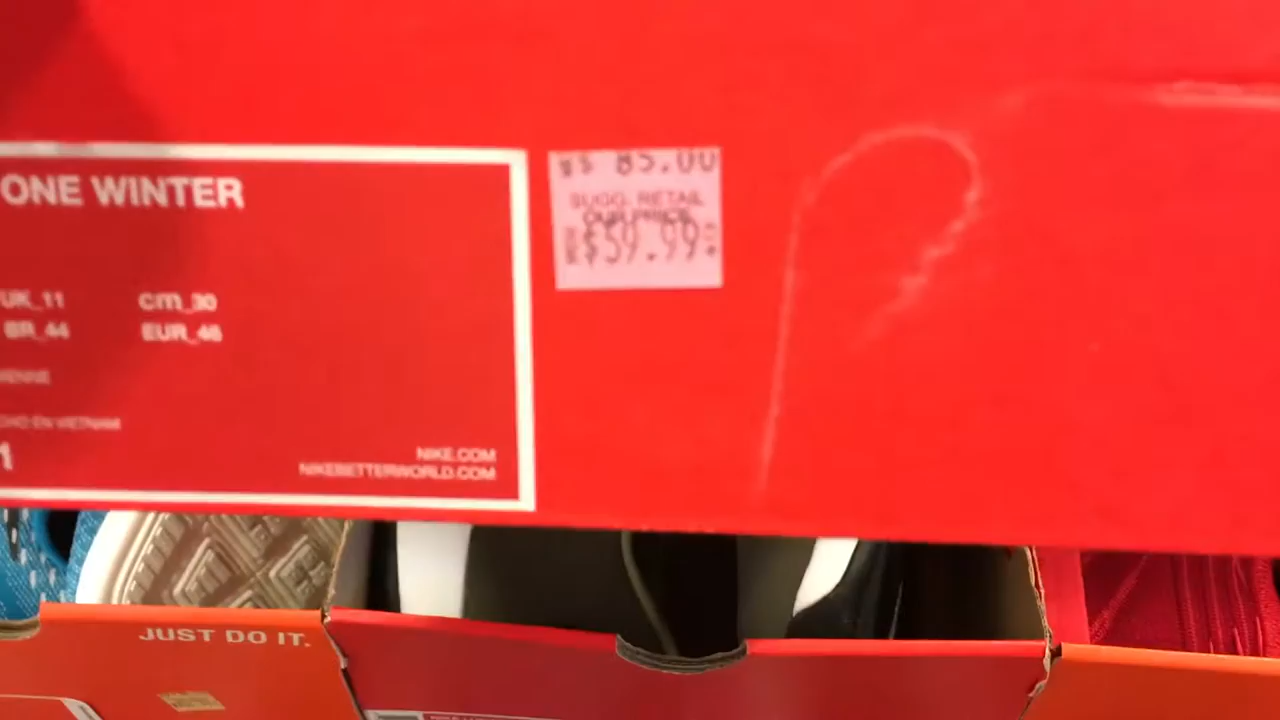 ONE WINTER
UK_11 cm_30
BR_44 EUR_46
NIKE.COM
NIKEBETTERWORLD.COM
$ 85.00
SUGG. RETAIL
OUR PRICE
$59.99
JUST DO IT.